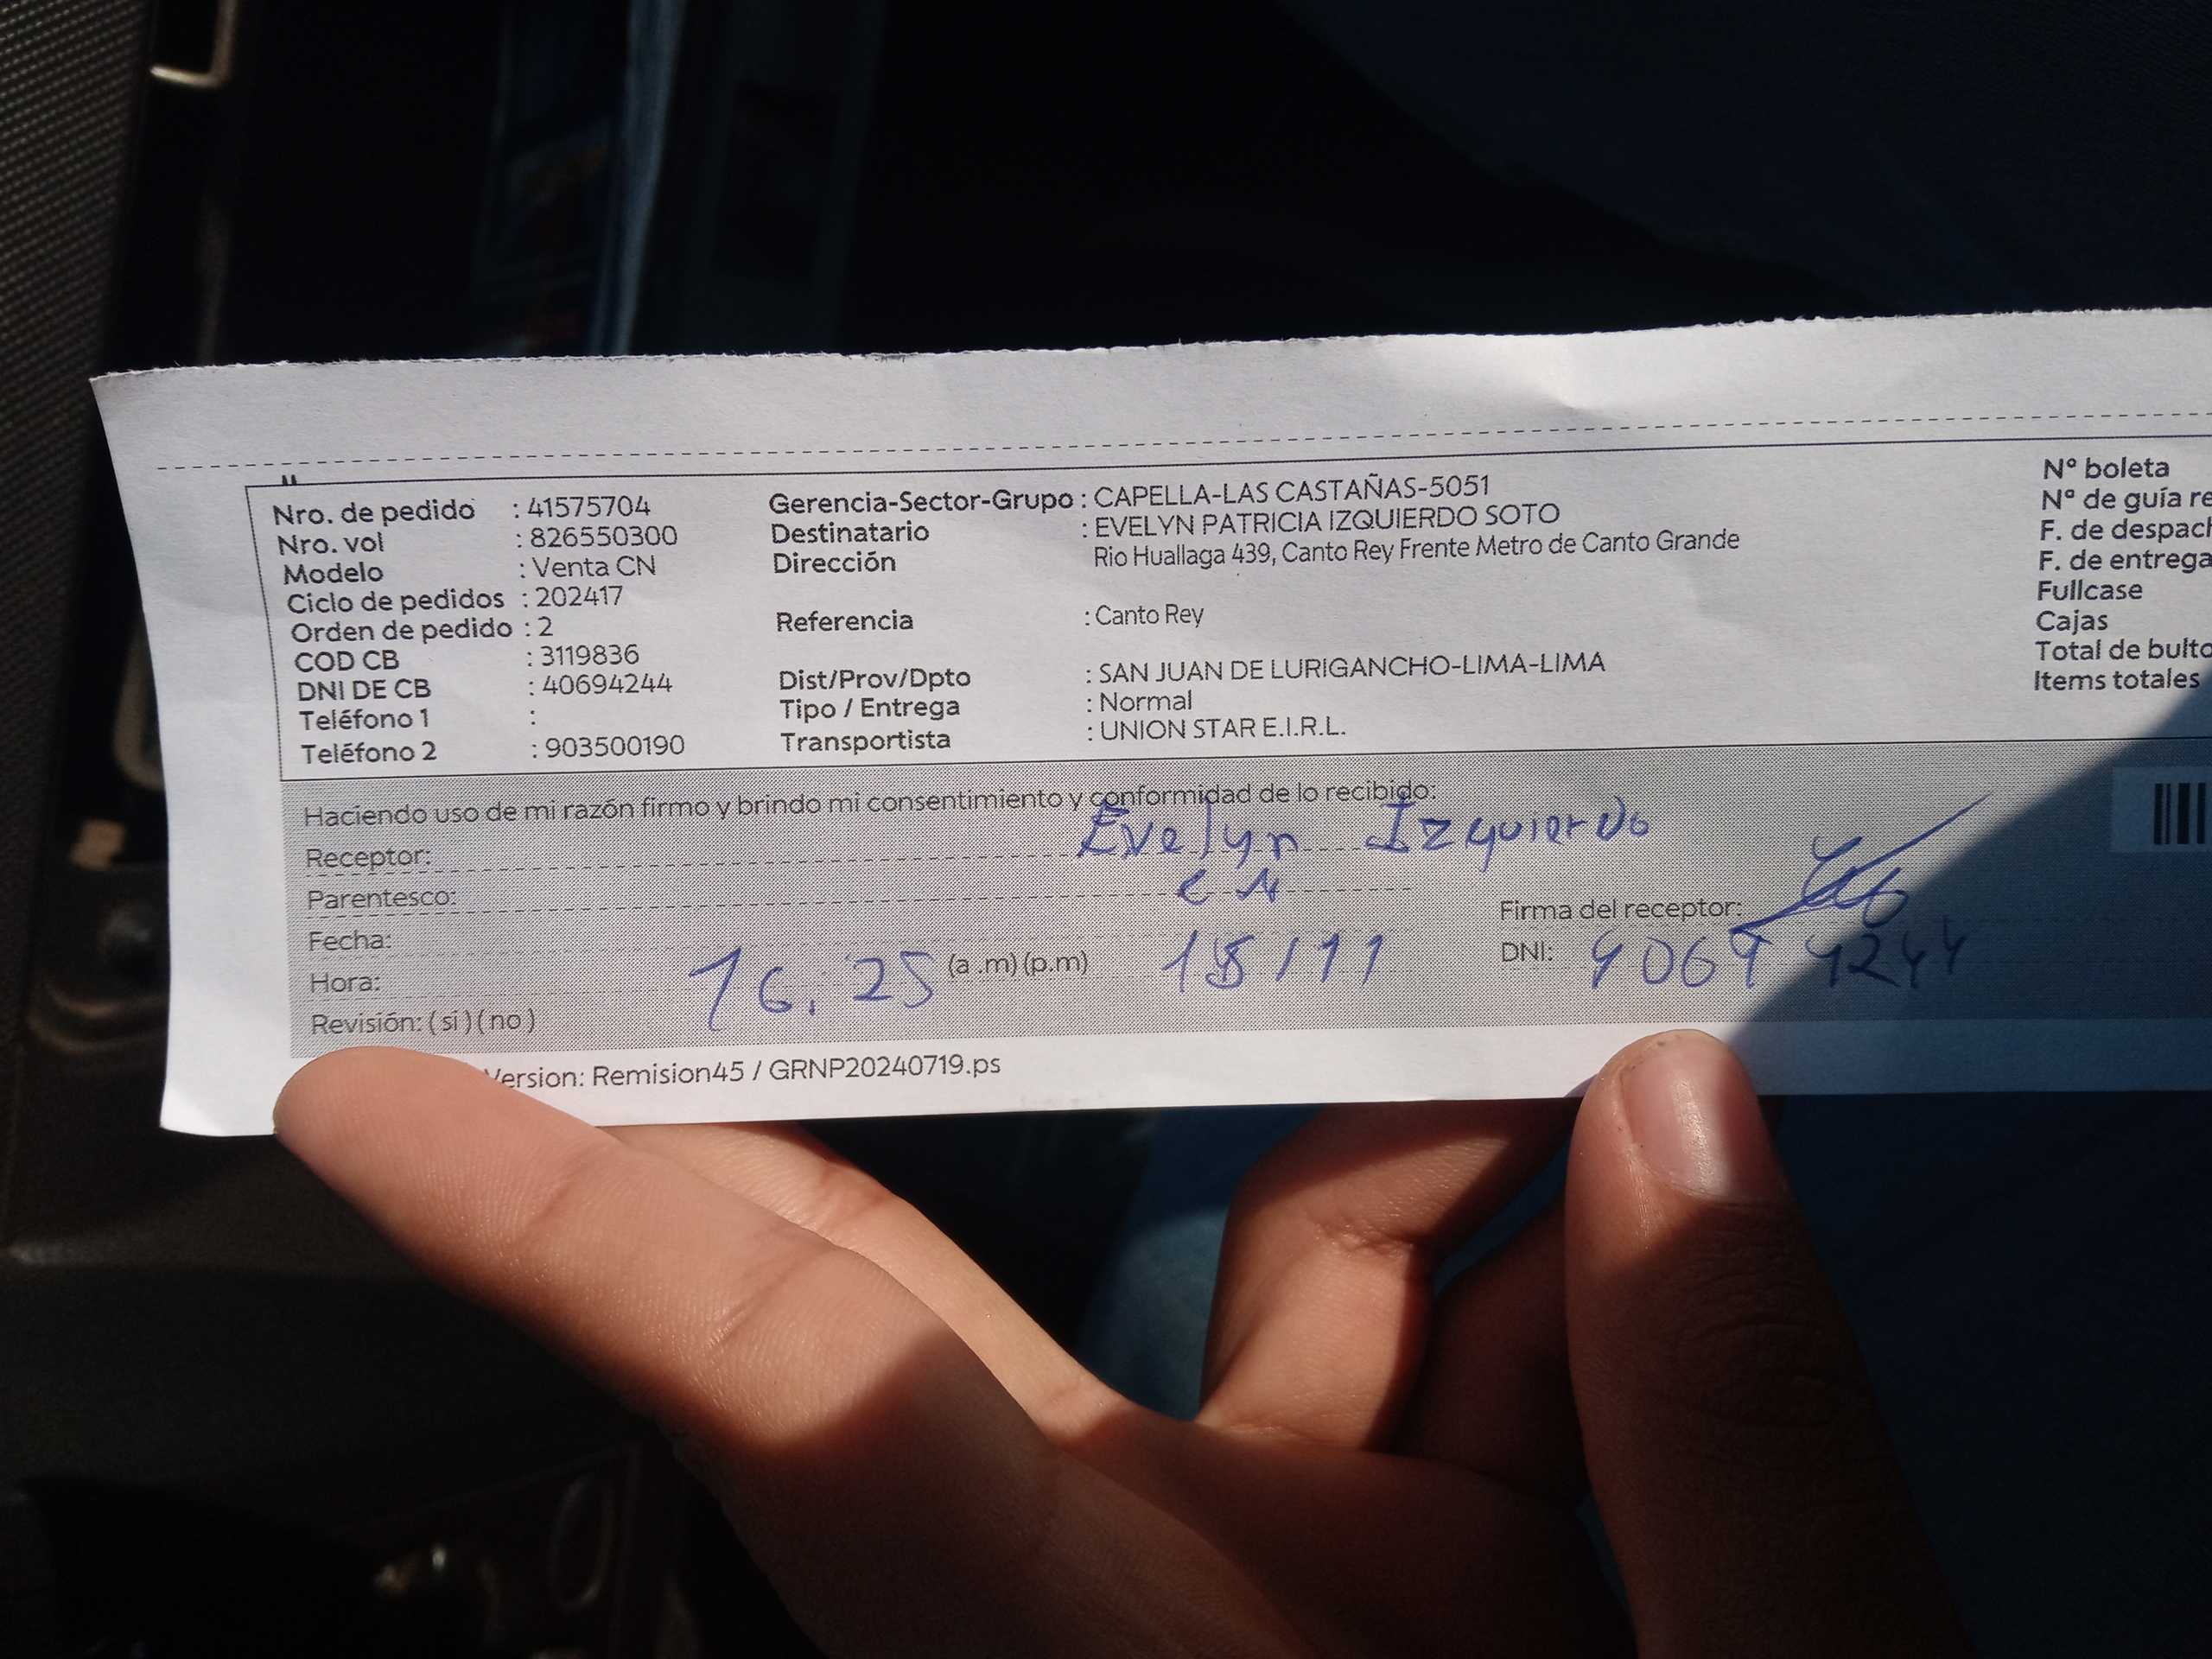 Nro. de pedido : 41575704
Nro. vol : 826550300
Modelo : Venta CN
Ciclo de pedidos : 202417
Orden de pedido : 2
COD CB : 3119836
DNI DE CB : 40694244
Teléfono 1 :
Teléfono 2 : 903500190
Gerencia-Sector-Grupo : CAPELLA-LAS CASTAÑAS-5051
Destinatario : EVELYN PATRICIA IZQUIERDO SOTO
Dirección Rio Huallaga 439, Canto Rey Frente Metro de Canto Grande
Referencia : Canto Rey
Dist/Prov/Dpto : SAN JUAN DE LURIGANCHO-LIMA-LIMA
Tipo / Entrega : Normal
Transportista : UNION STAR E.I.R.L.
Nº boleta
Nº de guía re
F. de despach
F. de entrega
Fullcase
Cajas
Total de bulto
Items totales
Haciendo uso de mi razón firmo y brindo mi consentimiento y conformidad de lo recibido:
Receptor: Evelyn Izquierdo
Parentesco:
Fecha:
Hora: 16.25 (a .m) (p.m) 18/11
Revisión: ( si ) ( no )
Firma del receptor:
DNI: 40694244
Version: Remision45 / GRNP20240719.ps